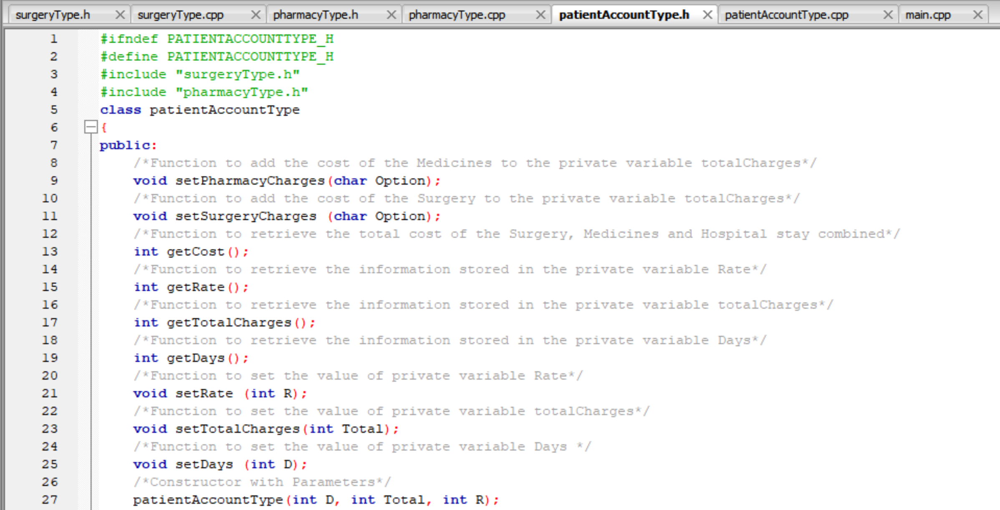 surgeryType.h surgeryType.cpp pharmacyType.h pharmacyType.cpp patientAccountType.h patientAccountType.cpp main.cpp
1 #ifndef PATIENTACCOUNTTYPE_H
2 #define PATIENTACCOUNTTYPE_H
3 #include "surgeryType.h"
4 #include "pharmacyType.h"
5 class patientAccountType
6 {
7 public:
8 /*Function to add the cost of the Medicines to the private variable totalCharges*/
9 void setPharmacyCharges(char Option);
10 /*Function to add the cost of the Surgery to the private variable totalCharges*/
11 void setSurgeryCharges (char Option);
12 /*Function to retrieve the total cost of the Surgery, Medicines and Hospital stay combined*/
13 int getCost();
14 /*Function to retrieve the information stored in the private variable Rate*/
15 int getRate();
16 /*Function to retrieve the information stored in the private variable totalCharges*/
17 int getTotalCharges();
18 /*Function to retrieve the information stored in the private variable Days*/
19 int getDays();
20 /*Function to set the value of private variable Rate*/
21 void setRate (int R);
22 /*Function to set the value of private variable totalCharges*/
23 void setTotalCharges(int Total);
24 /*Function to set the value of private variable Days */
25 void setDays (int D);
26 /*Constructor with Parameters*/
27 patientAccountType(int D, int Total, int R);